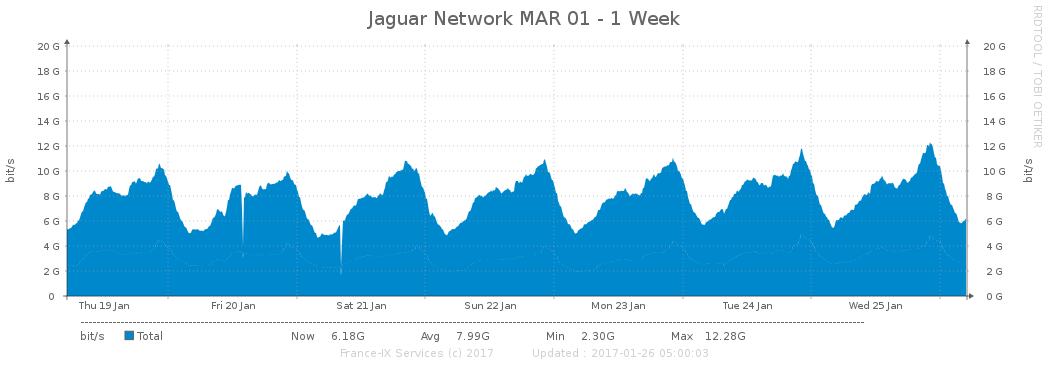 Jaguar Network MAR 01 - 1 Week
RRDTOOL / TOBI OETIKER
bit/s
20 G
18 G
16 G
14 G
12 G
10 G
8 G
6 G
4 G
2 G
0
20 G
18 G
16 G
14 G
12 G
10 G
8 G
6 G
4 G
2 G
0 G
bit/s
Thu 19 Jan Fri 20 Jan Sat 21 Jan Sun 22 Jan Mon 23 Jan Tue 24 Jan Wed 25 Jan
bit/s Total Now 6.18G Avg 7.99G Min 2.30G Max 12.28G
France-IX Services (c) 2017 Updated : 2017-01-26 05:00:03